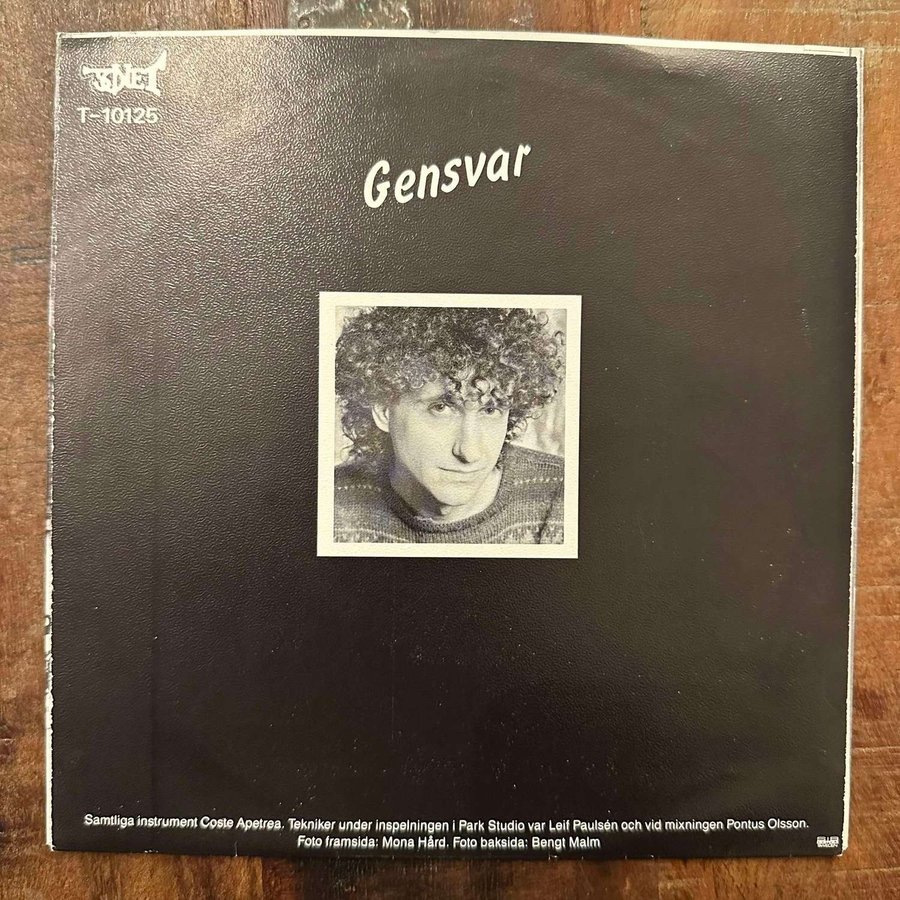 T-10125
Gensvar
Samtliga instrument Coste Apetrea. Tekniker under inspelningen i Park Studio var Leif Paulsén och vid mixningen Pontus Olsson.
Foto framsida: Mona Hård. Foto baksida: Bengt Malm